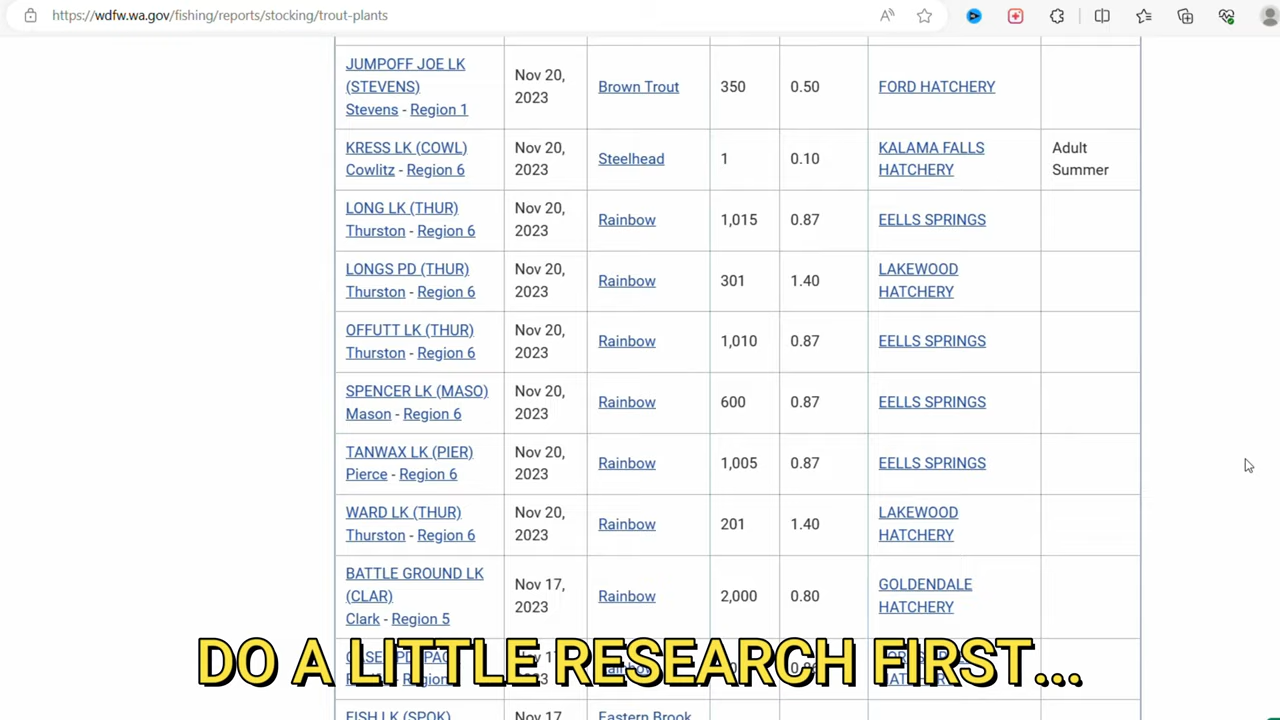 https://wdfw.wa.gov/fishing/reports/stocking/trout-plants
JUMPOFF JOE LK
(STEVENS)
Stevens - Region 1
Nov 20,
2023
Brown Trout
350
0.50
FORD HATCHERY
KRESS LK (COWL)
Cowlitz - Region 6
Nov 20,
2023
Steelhead
1
0.10
KALAMA FALLS
HATCHERY
Adult
Summer
LONG LK (THUR)
Thurston - Region 6
Nov 20,
2023
Rainbow
1,015
0.87
EELLS SPRINGS
LONGS PD (THUR)
Thurston - Region 6
Nov 20,
2023
Rainbow
301
1.40
LAKEWOOD
HATCHERY
OFFUTT LK (THUR)
Thurston - Region 6
Nov 20,
2023
Rainbow
1,010
0.87
EELLS SPRINGS
SPENCER LK (MASO)
Mason - Region 6
Nov 20,
2023
Rainbow
600
0.87
EELLS SPRINGS
TANWAX LK (PIER)
Pierce - Region 6
Nov 20,
2023
Rainbow
1,005
0.87
EELLS SPRINGS
WARD LK (THUR)
Thurston - Region 6
Nov 20,
2023
Rainbow
201
1.40
LAKEWOOD
HATCHERY
BATTLE GROUND LK
(CLAR)
Clark - Region 5
Nov 17,
2023
Rainbow
2,000
0.80
GOLDENDALE
HATCHERY
DO A LITTLE RESEARCH FIRST...
FISH LK (SPOK)
Nov 17
Eastern Brook